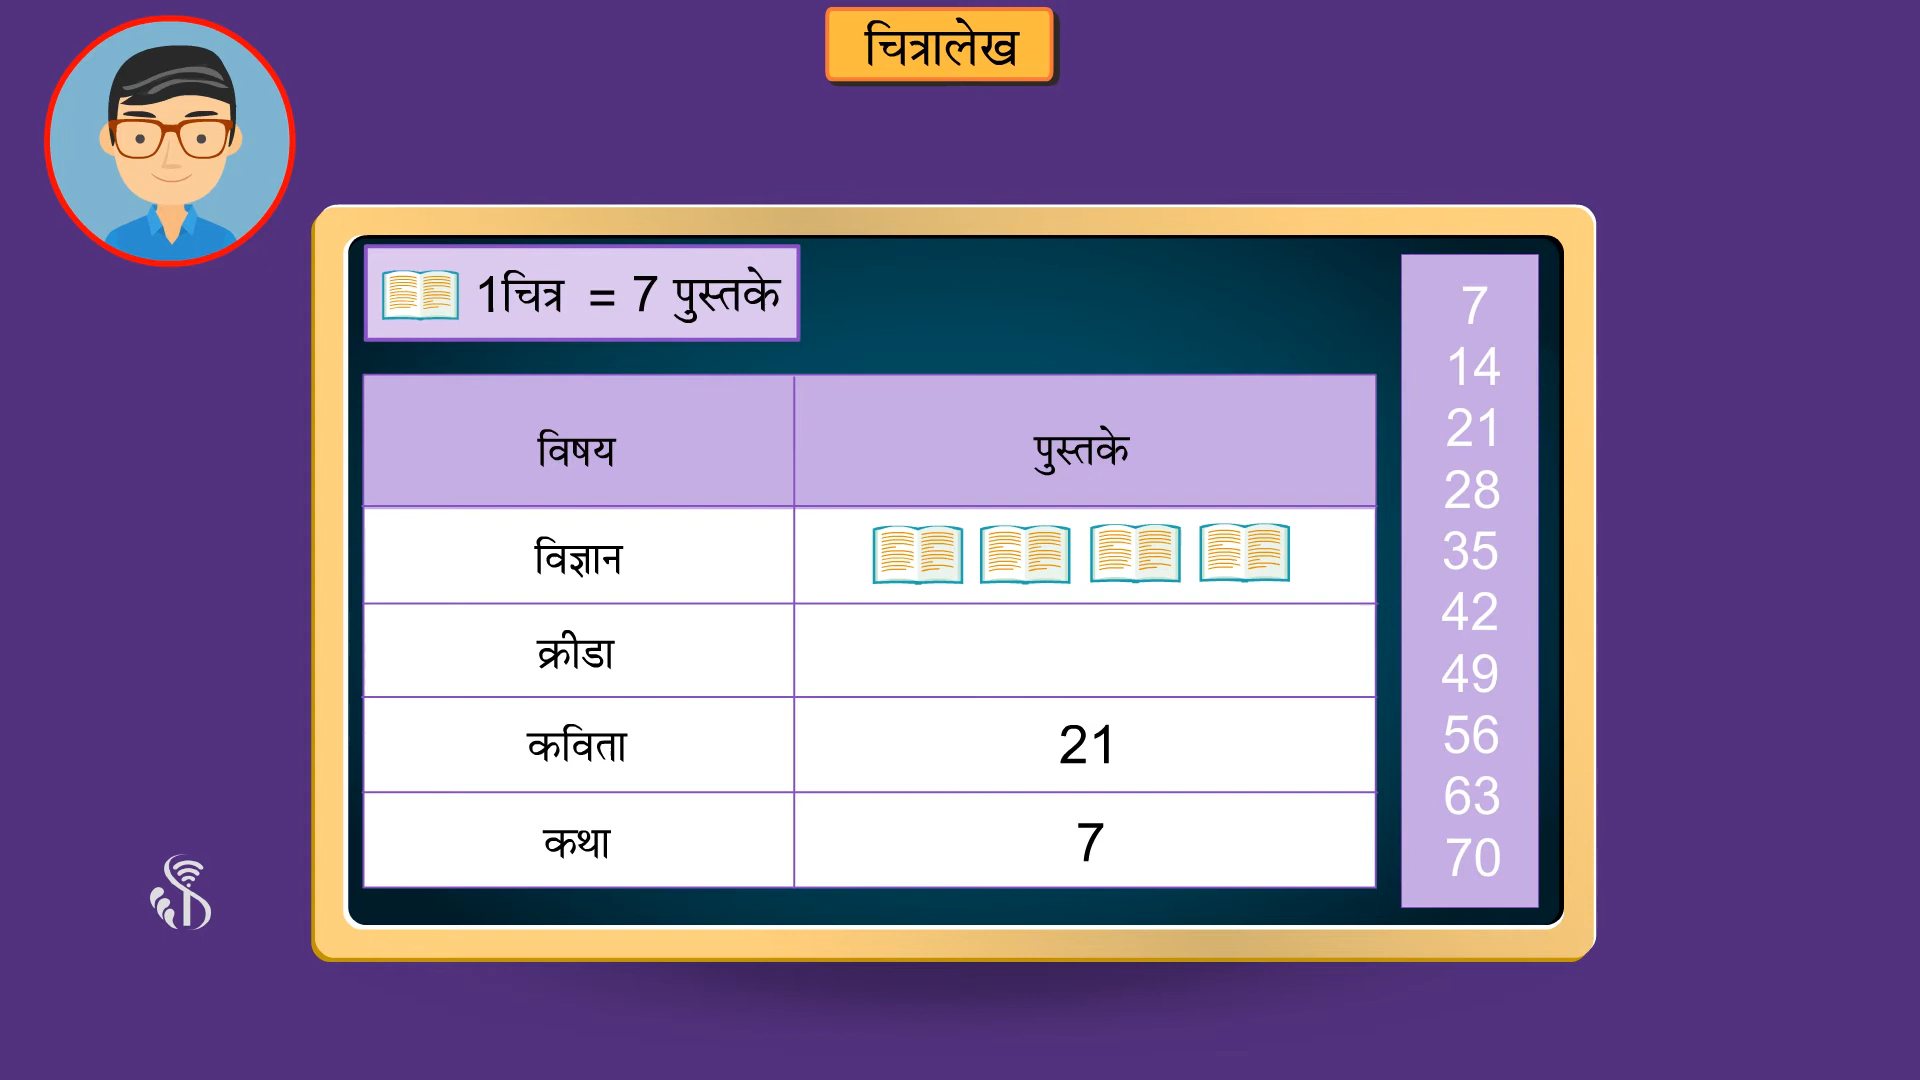 चित्रालेख
1चित्र = 7 पुस्तके
विषय पुस्तके
विज्ञान
क्रीडा
कविता 21
कथा 7
7
14
21
28
35
42
49
56
63
70